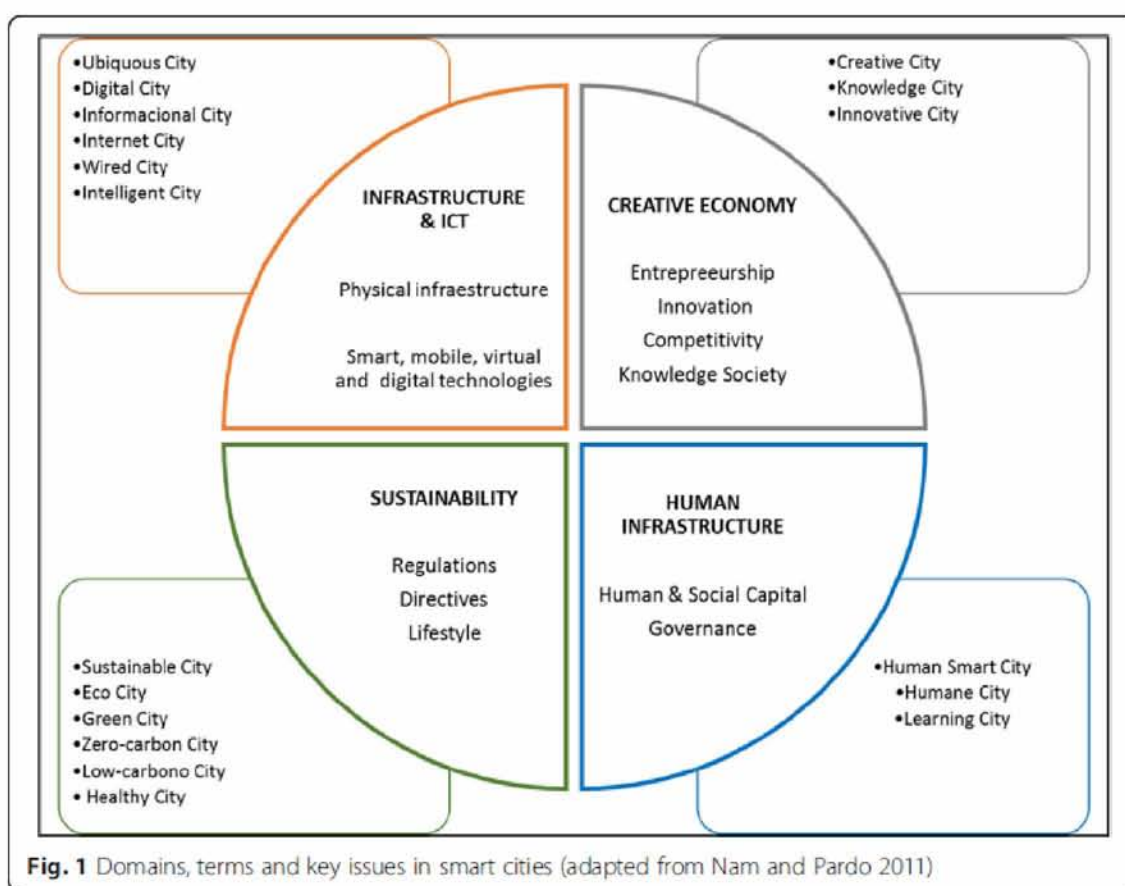 •Ubiquous City
•Digital City
•Informacional City
•Internet City
•Wired City
•Intelligent City
•Creative City
•Knowledge City
•Innovative City
INFRASTRUCTURE
& ICT
Physical infraestructure
Smart, mobile, virtual
and digital technologies
CREATIVE ECONOMY
Entrepreeurship
Innovation
Competitivity
Knowledge Society
SUSTAINABILITY
Regulations
Directives
Lifestyle
HUMAN
INFRASTRUCTURE
Human & Social Capital
Governance
•Sustainable City
•Eco City
•Green City
•Zero-carbon City
•Low-carbono City
• Healthy City
•Human Smart City
•Humane City
•Learning City
Fig. 1 Domains, terms and key issues in smart cities (adapted from Nam and Pardo 2011)